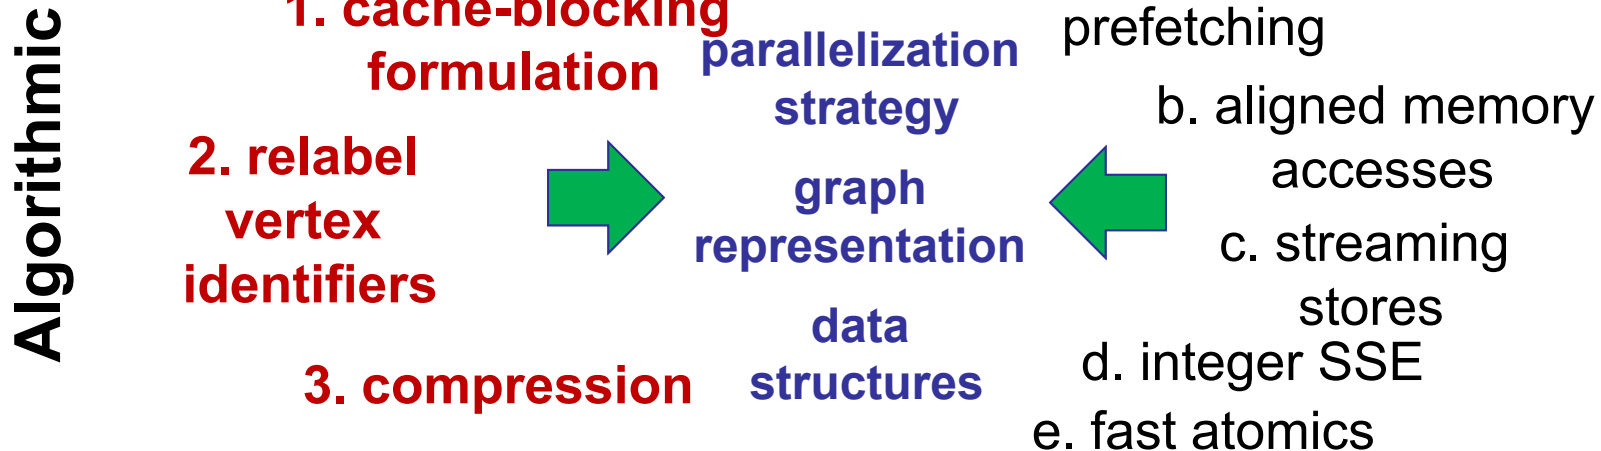 Algorithmic
1. cache-blocking
formulation
2. relabel
vertex
identifiers
3. compression
parallelization
strategy
graph
representation
data
structures
prefetching
b. aligned memory
accesses
c. streaming
stores
d. integer SSE
e. fast atomics